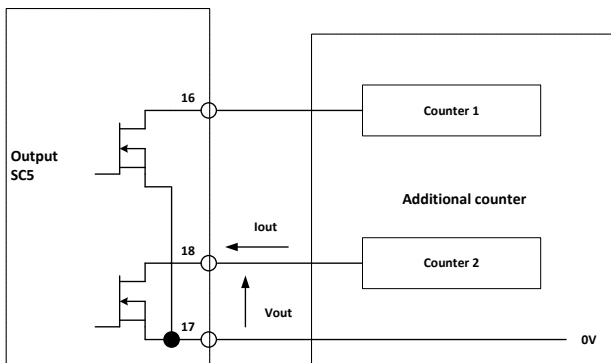 16
Counter 1
Output
SC5
Additional counter
Iout
18
Counter 2
Vout
17
0V